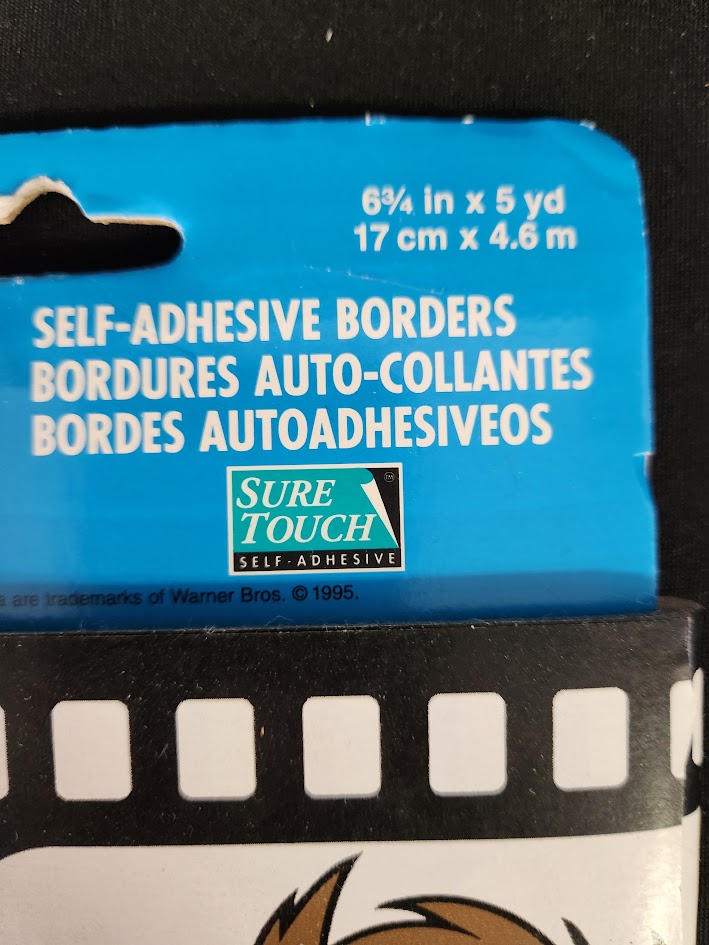 6¾ in x 5 yd
17 cm x 4.6 m
SELF-ADHESIVE BORDERS
BORDURES AUTO-COLLANTES
BORDES AUTOADHESIVEOS
SURE TM
TOUCH
SELF-ADHESIVE
are trademarks of Warner Bros. © 1995.